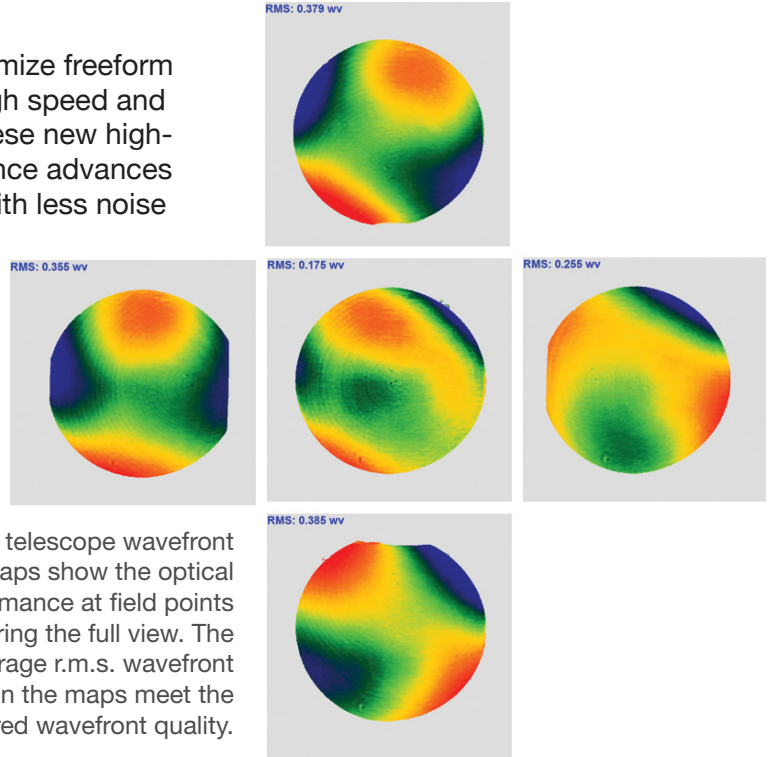 RMS: 0.379 wv
mize freeform
gh speed and
ese new high-
nce advances
ith less noise
RMS: 0.355 wv
RMS: 0.175 wv
RMS: 0.255 wv
telescope wavefront
aps show the optical
mance at field points
ring the full view. The
rage r.m.s. wavefront
n the maps meet the
red wavefront quality.
RMS: 0.385 wv